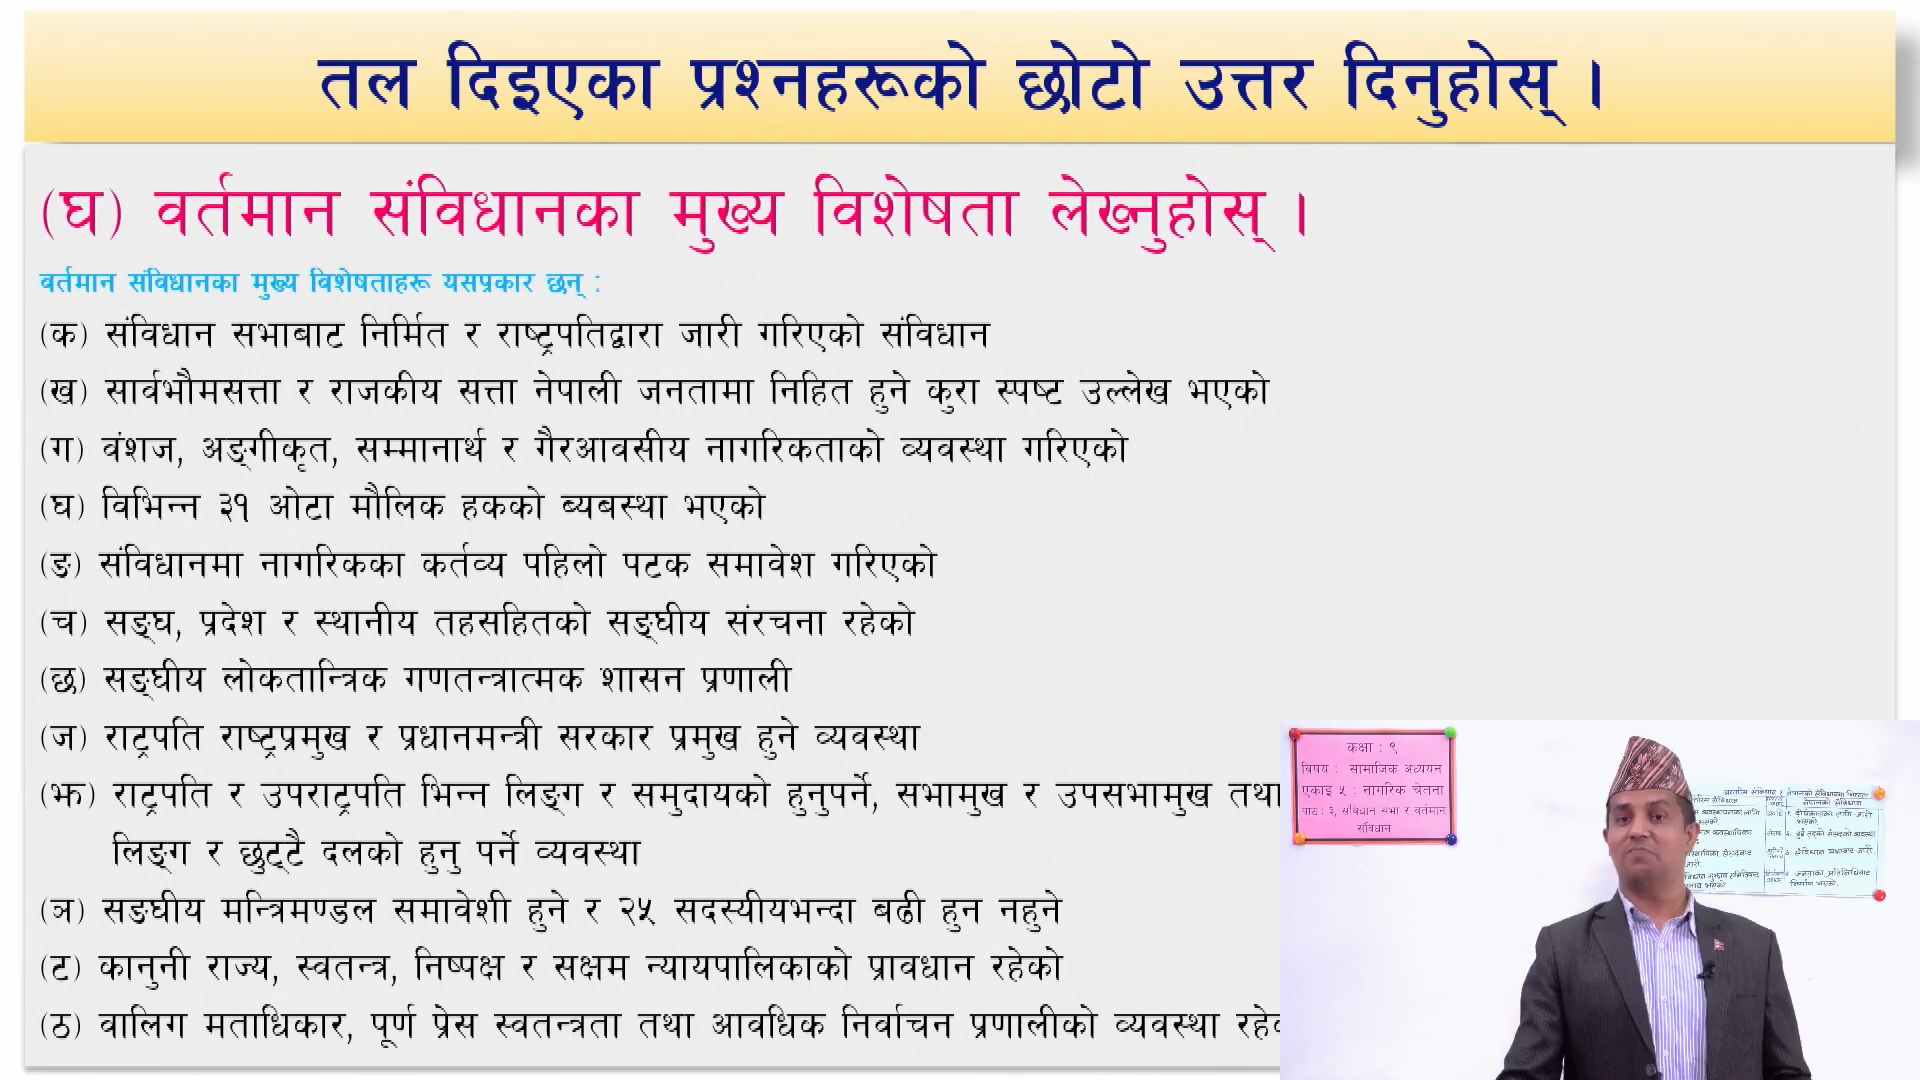 तल दिइएका प्रश्नहरूको छोटो उत्तर दिनुहोस् ।
(घ) वर्तमान संविधानका मुख्य विशेषता लेख्नुहोस् ।
वर्तमान संविधानका मुख्य विशेषताहरू यसप्रकार छन् :
(क) संविधान सभाबाट निर्मित र राष्ट्रपतिद्वारा जारी गरिएको संविधान
(ख) सार्वभौमसत्ता र राजकीय सत्ता नेपाली जनतामा निहित हुने कुरा स्पष्ट उल्लेख भएको
(ग) वंशज, अङ्गीकृत, सम्मानार्थ र गैरआवसीय नागरिकताको व्यवस्था गरिएको
(घ) विभिन्न ३१ ओटा मौलिक हकको ब्यबस्था भएको
(ङ) संविधानमा नागरिकका कर्तव्य पहिलो पटक समावेश गरिएको
(च) सङ्घ, प्रदेश र स्थानीय तहसहितको सङ्घीय संरचना रहेको
(छ) सङ्घीय लोकतान्त्रिक गणतन्त्रात्मक शासन प्रणाली
(ज) राट्रपति राष्ट्रप्रमुख र प्रधानमन्त्री सरकार प्रमुख हुने व्यवस्था
(झ) राट्रपति र उपराट्रपति भिन्न लिङ्ग र समुदायको हुनुपर्ने, सभामुख र उपसभामुख तथा
लिङ्ग र छुट्टै दलको हुनु पर्ने व्यवस्था
(ञ) सङघीय मन्त्रिमण्डल समावेशी हुने र २५ सदस्यीयभन्दा बढी हुन नहुने
(ट) कानुनी राज्य, स्वतन्त्र, निष्पक्ष र सक्षम न्यायपालिकाको प्रावधान रहेको
(ठ) वालिग मताधिकार, पूर्ण प्रेस स्वतन्त्रता तथा आवधिक निर्वाचन प्रणालीको व्यवस्था
कक्षा : ९
विषय : सामाजिक अध्ययन
एकाइ ५ : नागरिक चेतना
पाठ : ३, संविधान सभा र वर्तमान
संविधान